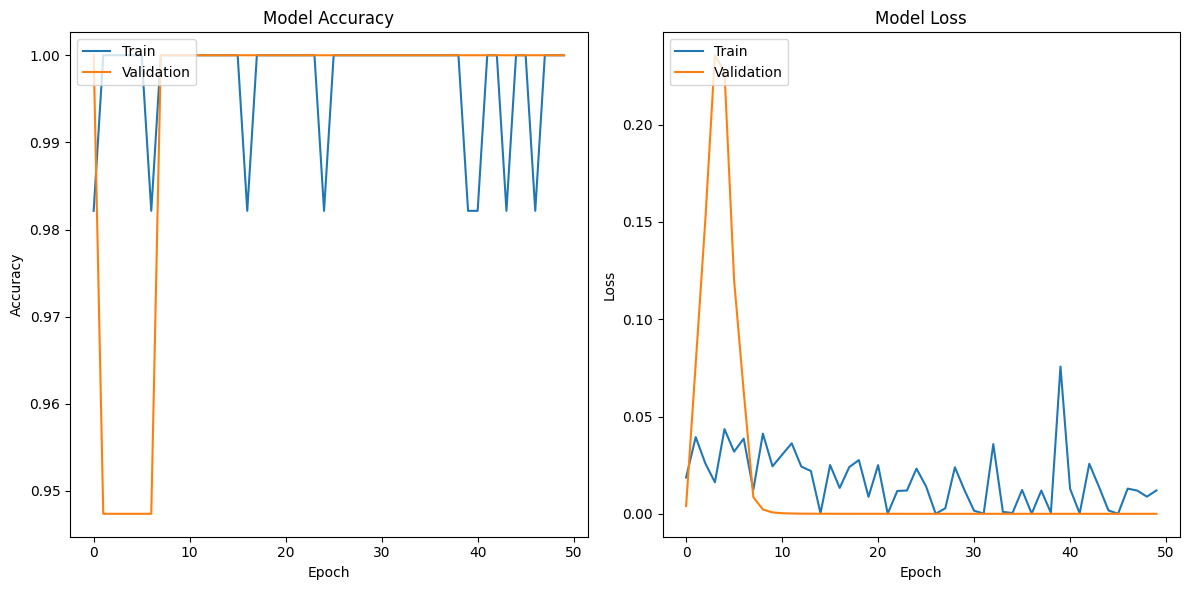 Model Accuracy
Train
Validation
1.00
0.99
0.98
0.97
0.96
0.95
Accuracy
0 10 20 30 40 50
Epoch
Model Loss
Train
Validation
0.20
0.15
0.10
0.05
0.00
Loss
0 10 20 30 40 50
Epoch